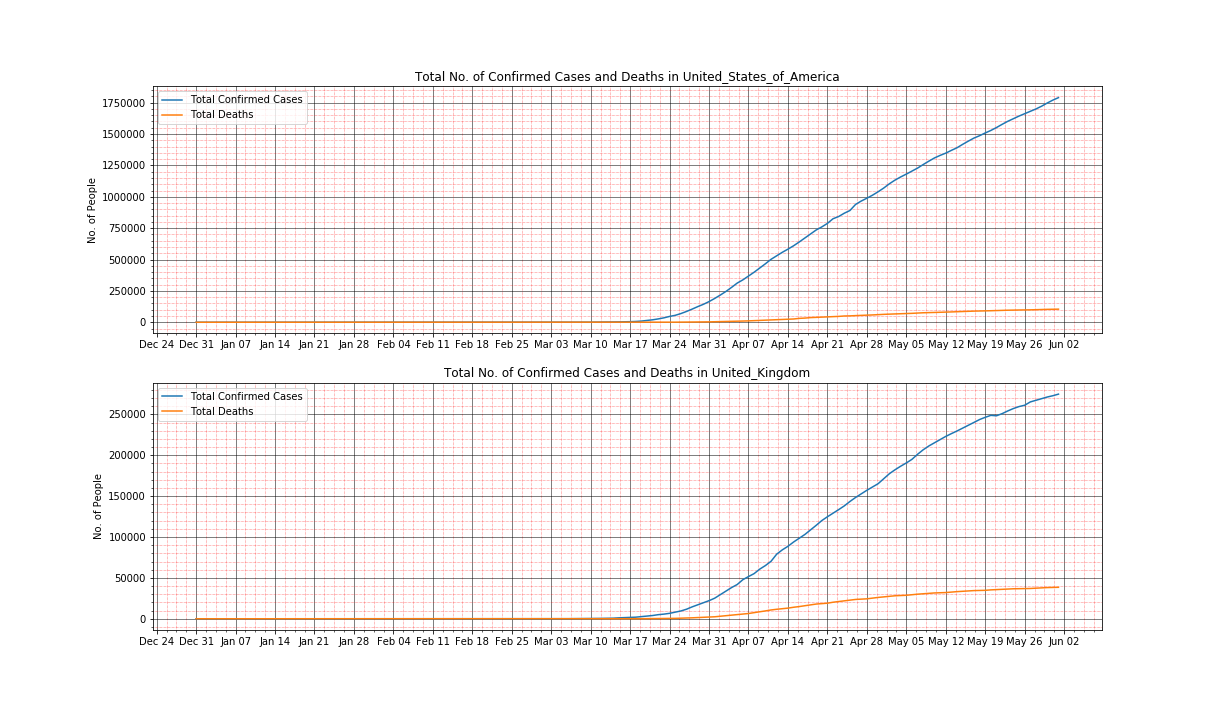 Total No. of Confirmed Cases and Deaths in United_States_of_America
Total Confirmed Cases
Total Deaths
No. of People
1750000
1500000
1250000
1000000
750000
500000
250000
0
Dec 24 Dec 31 Jan 07 Jan 14 Jan 21 Jan 28 Feb 04 Feb 11 Feb 18 Feb 25 Mar 03 Mar 10 Mar 17 Mar 24 Mar 31 Apr 07 Apr 14 Apr 21 Apr 28 May 05 May 12 May 19 May 26 Jun 02
Total No. of Confirmed Cases and Deaths in United_Kingdom
Total Confirmed Cases
Total Deaths
No. of People
250000
200000
150000
100000
50000
0
Dec 24 Dec 31 Jan 07 Jan 14 Jan 21 Jan 28 Feb 04 Feb 11 Feb 18 Feb 25 Mar 03 Mar 10 Mar 17 Mar 24 Mar 31 Apr 07 Apr 14 Apr 21 Apr 28 May 05 May 12 May 19 May 26 Jun 02